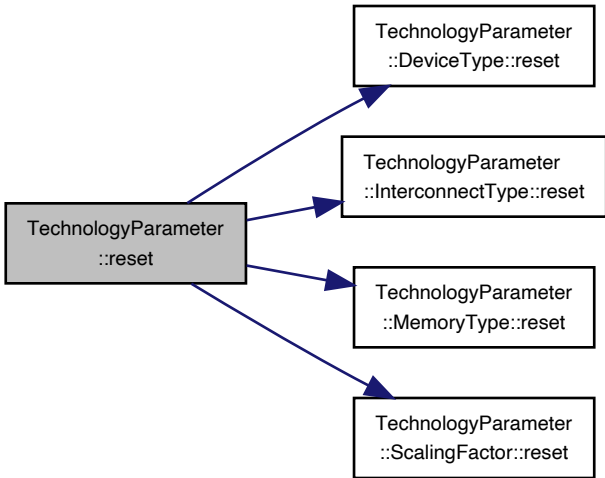 TechnologyParameter
::DeviceType::reset
TechnologyParameter
::InterconnectType::reset
TechnologyParameter
::reset
TechnologyParameter
::MemoryType::reset
TechnologyParameter
::ScalingFactor::reset